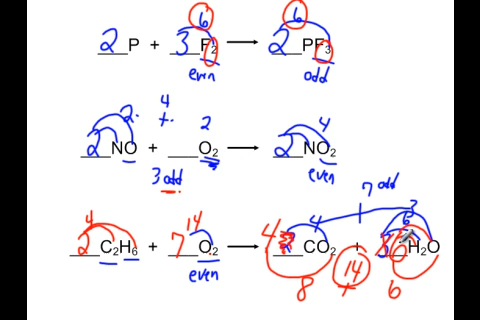 6 6
2 P + 3 F2 → 2 PF3
even odd
2. 4 2 4
2 NO + O2 → 2 NO2
3 odd even
7 odd
4 14 4 6
2 C2H6 + 7 O2 → 4 CO2 + H2O
even 8 14 6